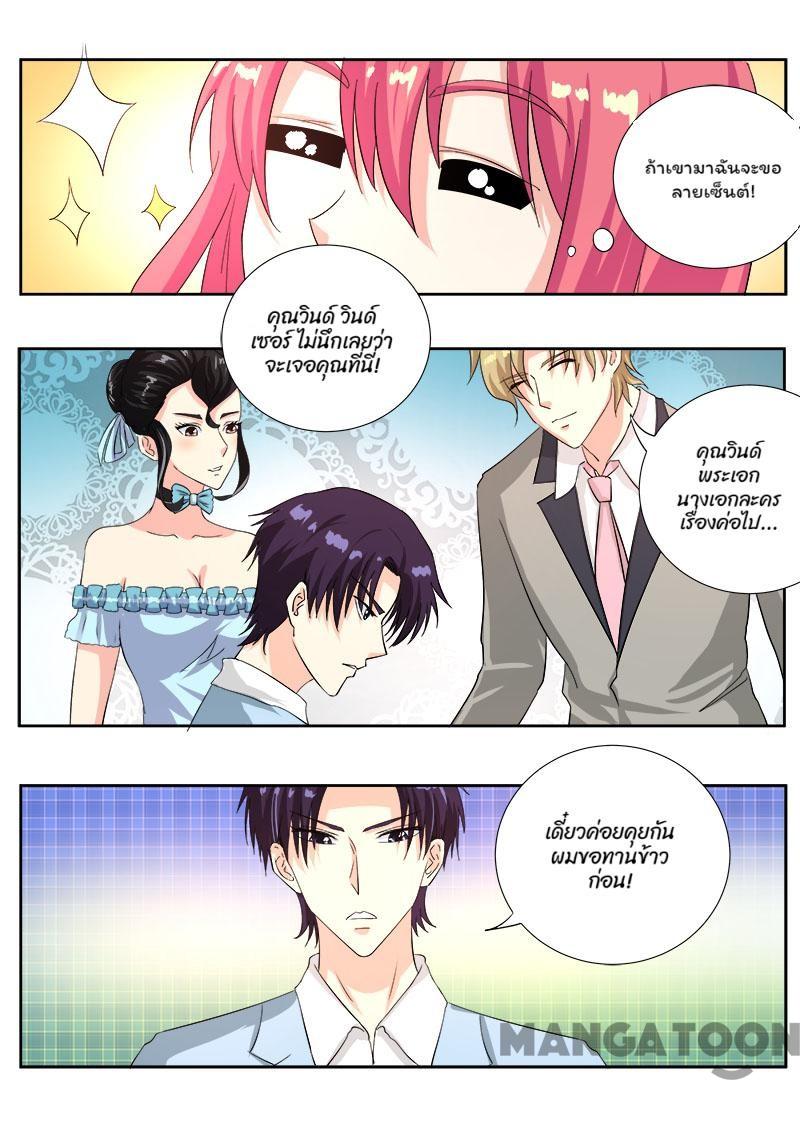 ถ้าเขามาฉันจะขอ
ลายเซ็นต์!
คุณวินด์ วินด์
เซอร์ ไม่นึกเลยว่า
จะเจอคุณที่นี่!
คุณวินด์
พระเอก
นางเอกละคร
เรื่องค่อไป...
เดี๋ยวค่อยคุยกัน
ผมขอทานข้าว
ก่อน!
MANGATOON